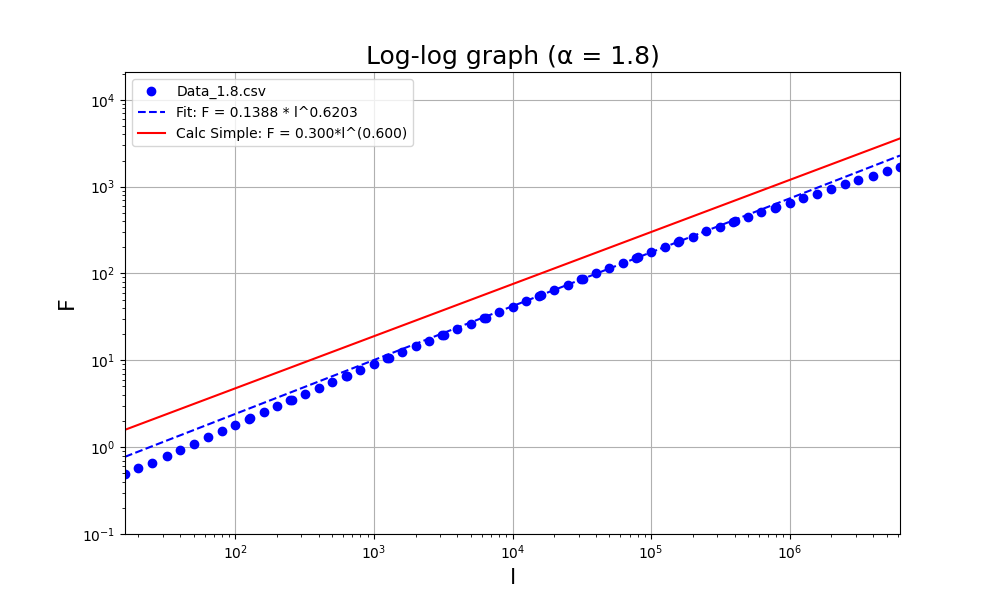 Log-log graph (α = 1.8)
Data_1.8.csv
Fit: F = 0.1388 * l^0.6203
Calc Simple: F = 0.300*l^(0.600)
F
10^4
10^3
10^2
10^1
10^0
10^-1
10^2 10^3 10^4 10^5 10^6
l